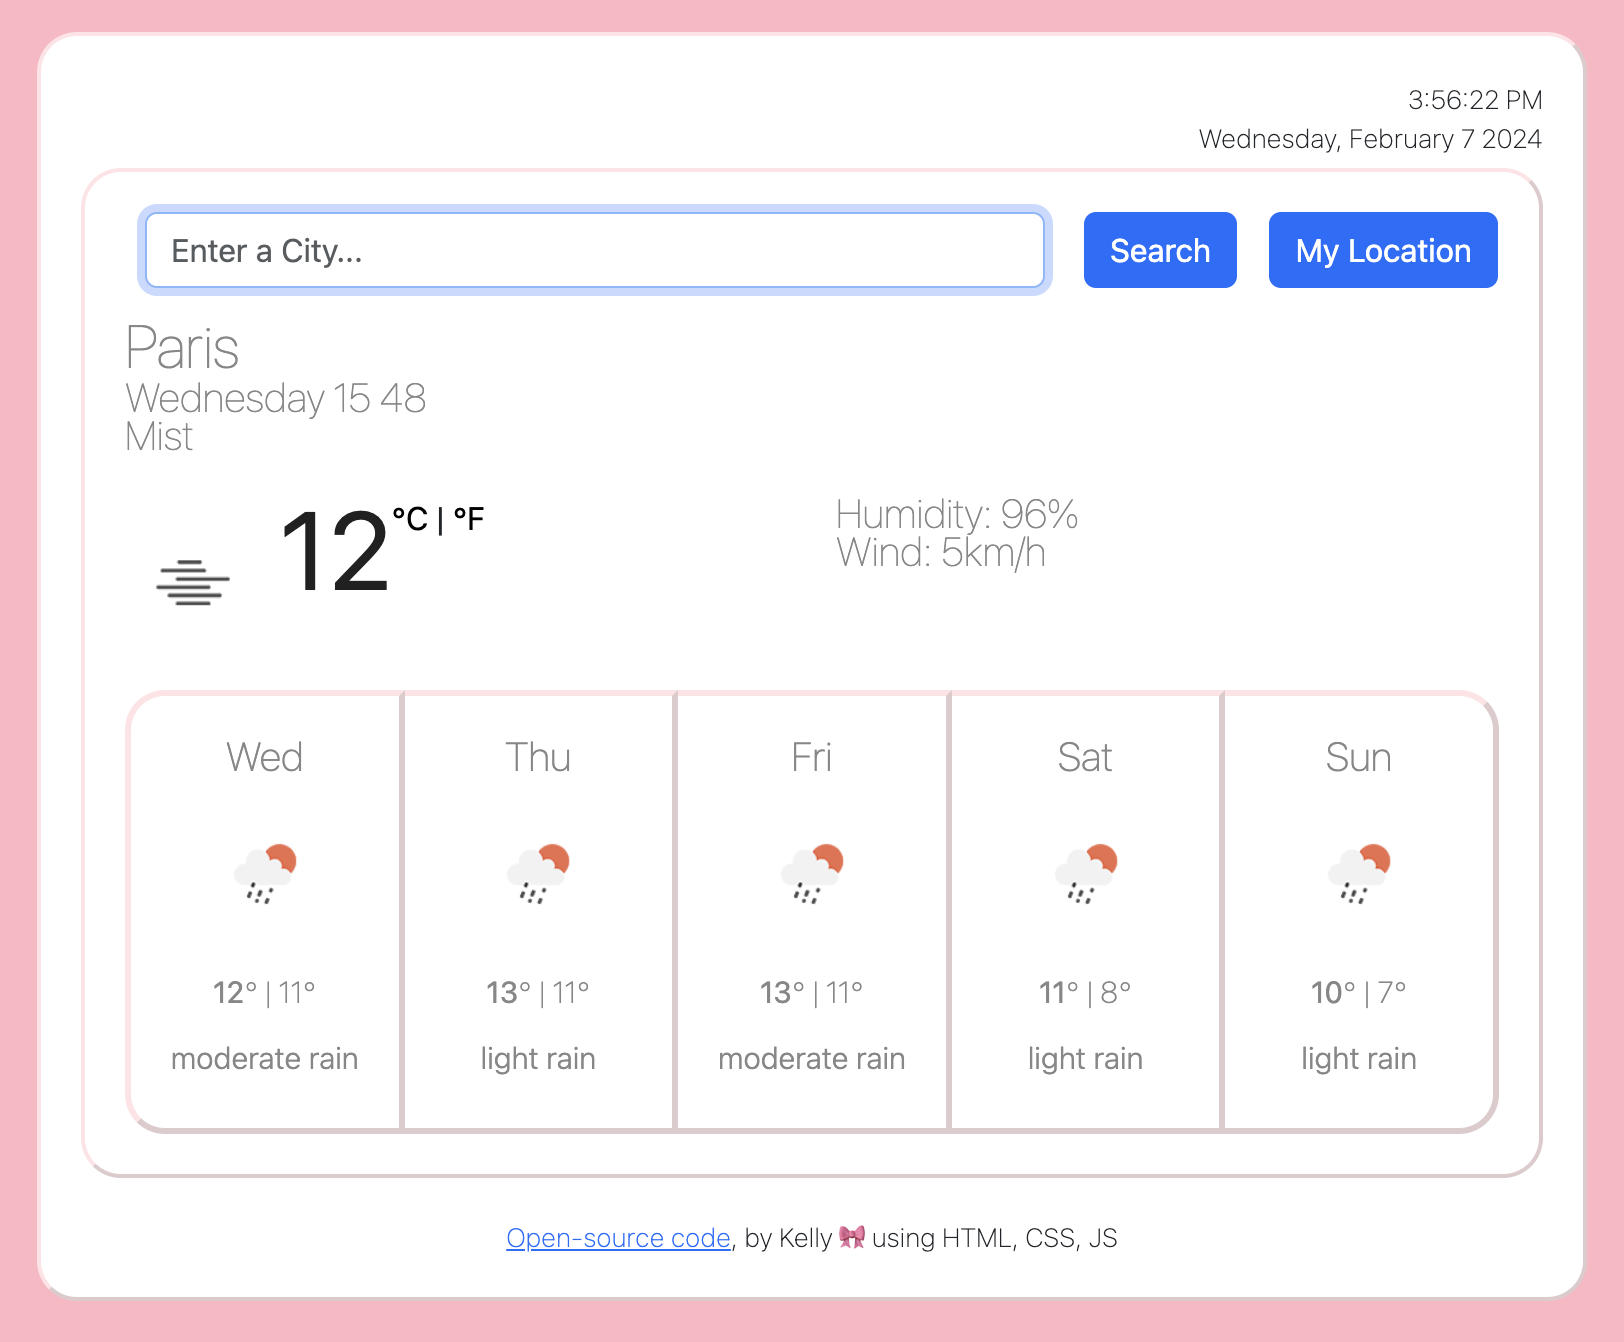 3:56:22 PM
Wednesday, February 7 2024
Enter a City...
Search
My Location
Paris
Wednesday 15 48
Mist
12 °C | °F
Humidity: 96%
Wind: 5km/h
Wed
Thu
Fri
Sat
Sun
12° | 11°
13° | 11°
13° | 11°
11° | 8°
10° | 7°
moderate rain
light rain
moderate rain
light rain
light rain
Open-source code, by Kelly 🎀 using HTML, CSS, JS